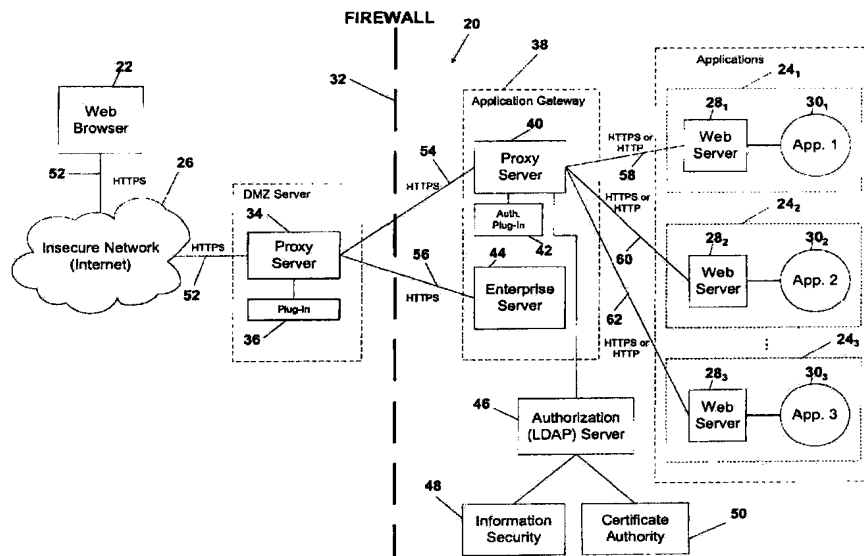 FIREWALL
20
22
Web
Browser
52
HTTPS
26
Insecure Network
(Internet)
HTTPS
52
DMZ Server
34
Proxy
Server
Plug-In
36
32
54
HTTPS
56
HTTPS
38
Application Gateway
40
Proxy
Server
Auth.
Plug-In
42
44
Enterprise
Server
46
Authorization
(LDAP) Server
48
Information
Security
Certificate
Authority
50
HTTPS or
HTTP
58
HTTPS or
HTTP
60
62
HTTPS or
HTTP
Applications
24₁
28₁
Web
Server
30₁
App. 1
24₂
28₂
Web
Server
30₂
App. 2
24₃
28₃
Web
Server
30₃
App. 3